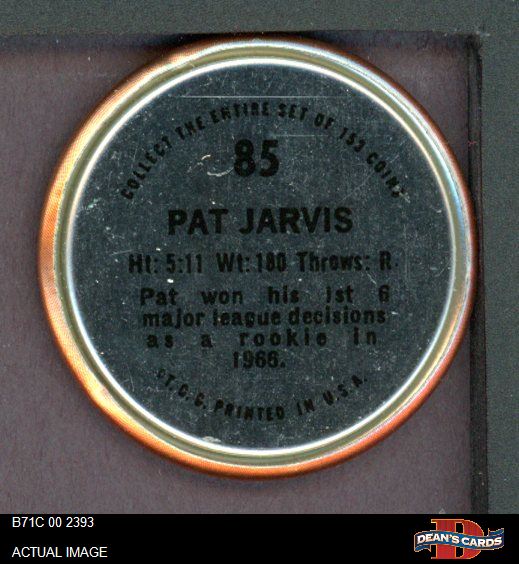 COLLECT THE ENTIRE SET OF 153 COINS
85
PAT JARVIS
Ht: 5:11 Wt: 180 Throws: R
Pat won his 1st 6
major league decisions
as a rookie in
1966.
©T.C.G. PRINTED IN U.S.A.
B71C 00 2393
ACTUAL IMAGE
D
DEAN'S CARDS